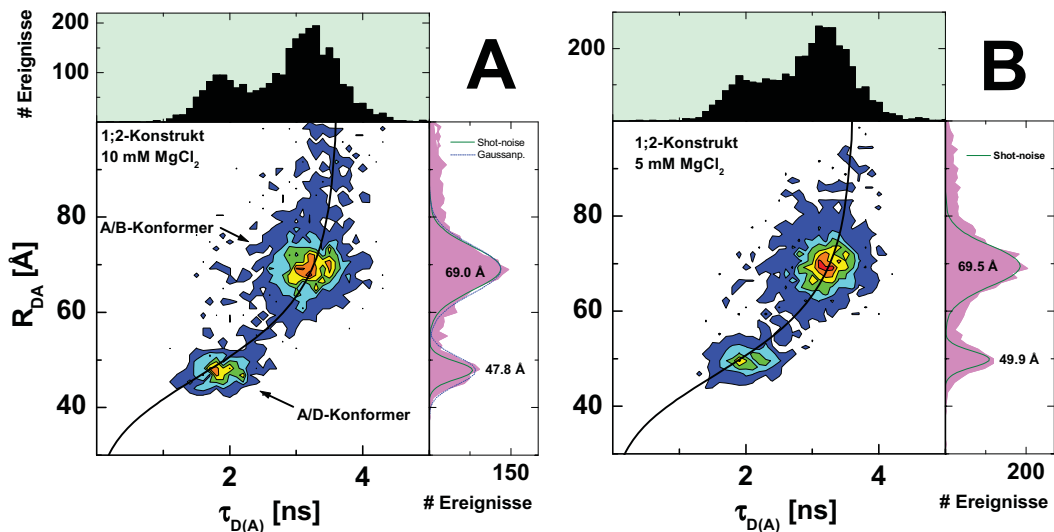 200
100
0
# Ereignisse
A
1;2-Konstrukt
10 mM MgCl2
Shot-noise
Gaussanp.
A/B-Konformer
69.0 Å
47.8 Å
A/D-Konformer
80
60
40
RDA [Å]
2
4
τD(A) [ns]
150
# Ereignisse
200
B
1;2-Konstrukt
5 mM MgCl2
Shot-noise
69.5 Å
49.9 Å
80
60
40
2
4
τD(A) [ns]
200
# Ereignisse